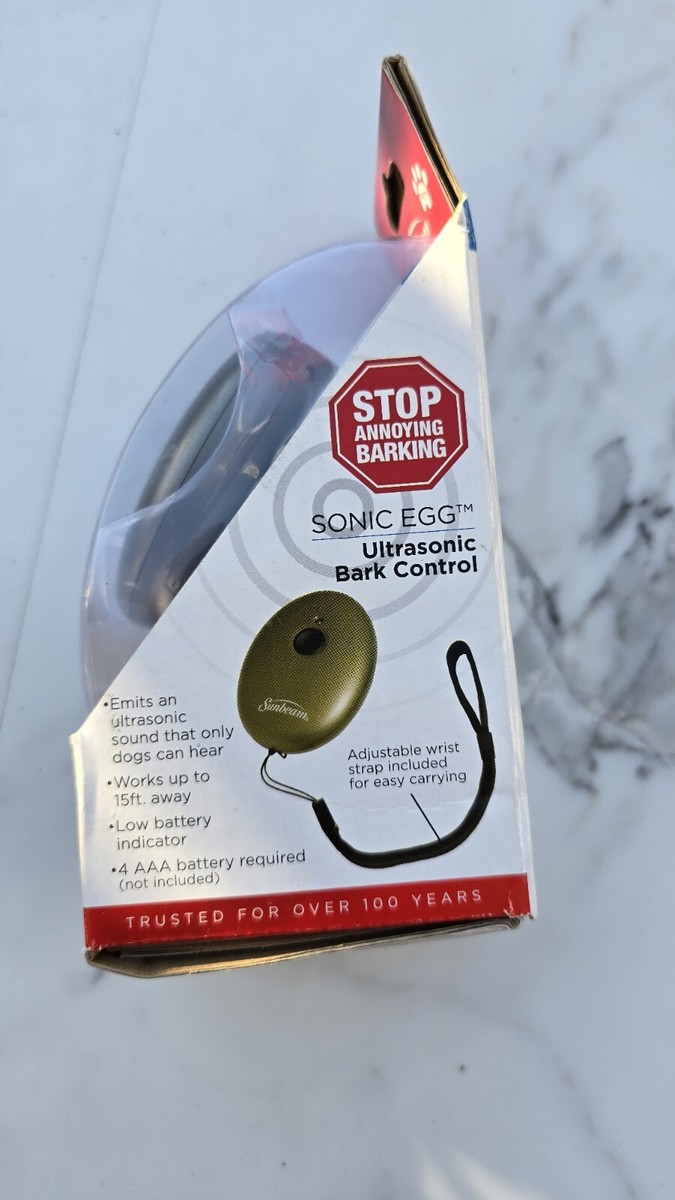 STOP
ANNOYING
BARKING
SONIC EGG™
Ultrasonic
Bark Control
Sunbeam®
•Emits an
ultrasonic
sound that only
dogs can hear
•Works up to
15ft. away
•Low battery
indicator
•4 AAA battery required
(not included)
Adjustable wrist
strap included
for easy carrying
TRUSTED FOR OVER 100 YEARS